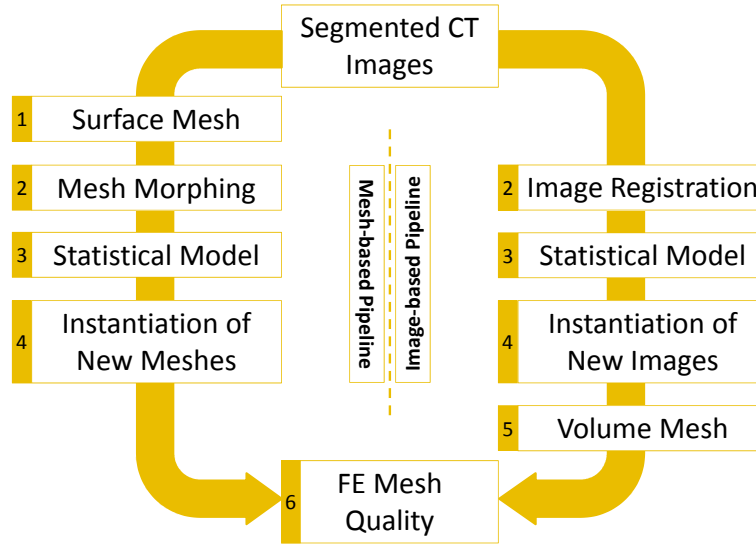 Segmented CT
Images
1 Surface Mesh
2 Mesh Morphing
3 Statistical Model
4 Instantiation of
New Meshes
Mesh-based Pipeline
Image-based Pipeline
2 Image Registration
3 Statistical Model
4 Instantiation of
New Images
5 Volume Mesh
6 FE Mesh
Quality